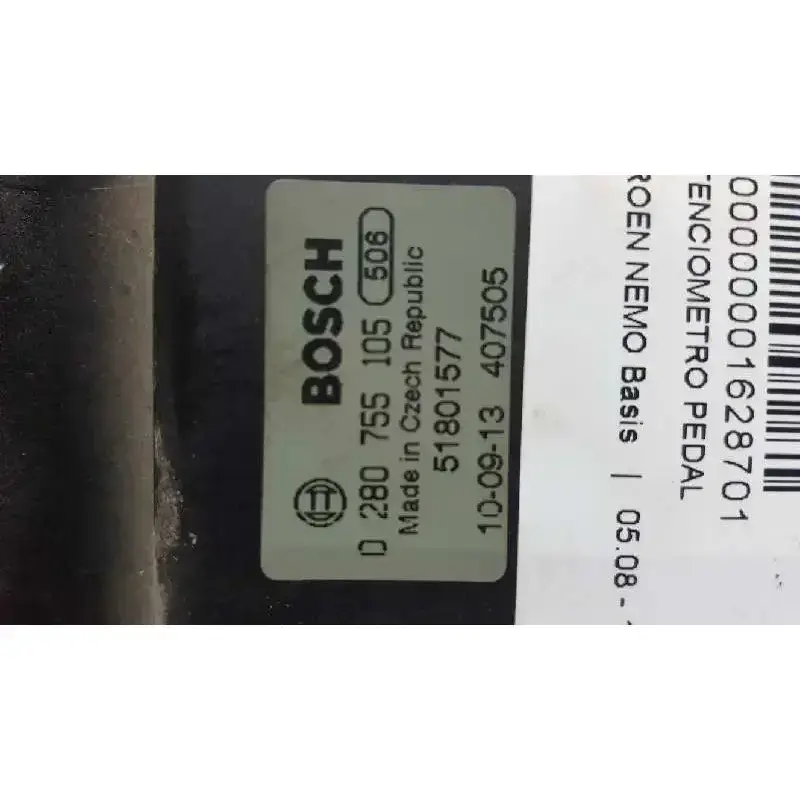 BOSCH
0 280 755 105 506
Made in Czech Republic
51801577
10-09-13 407505
0000000001628701
TENCIOMETRO PEDAL
ROEN NEMO Basis | 05.08 -